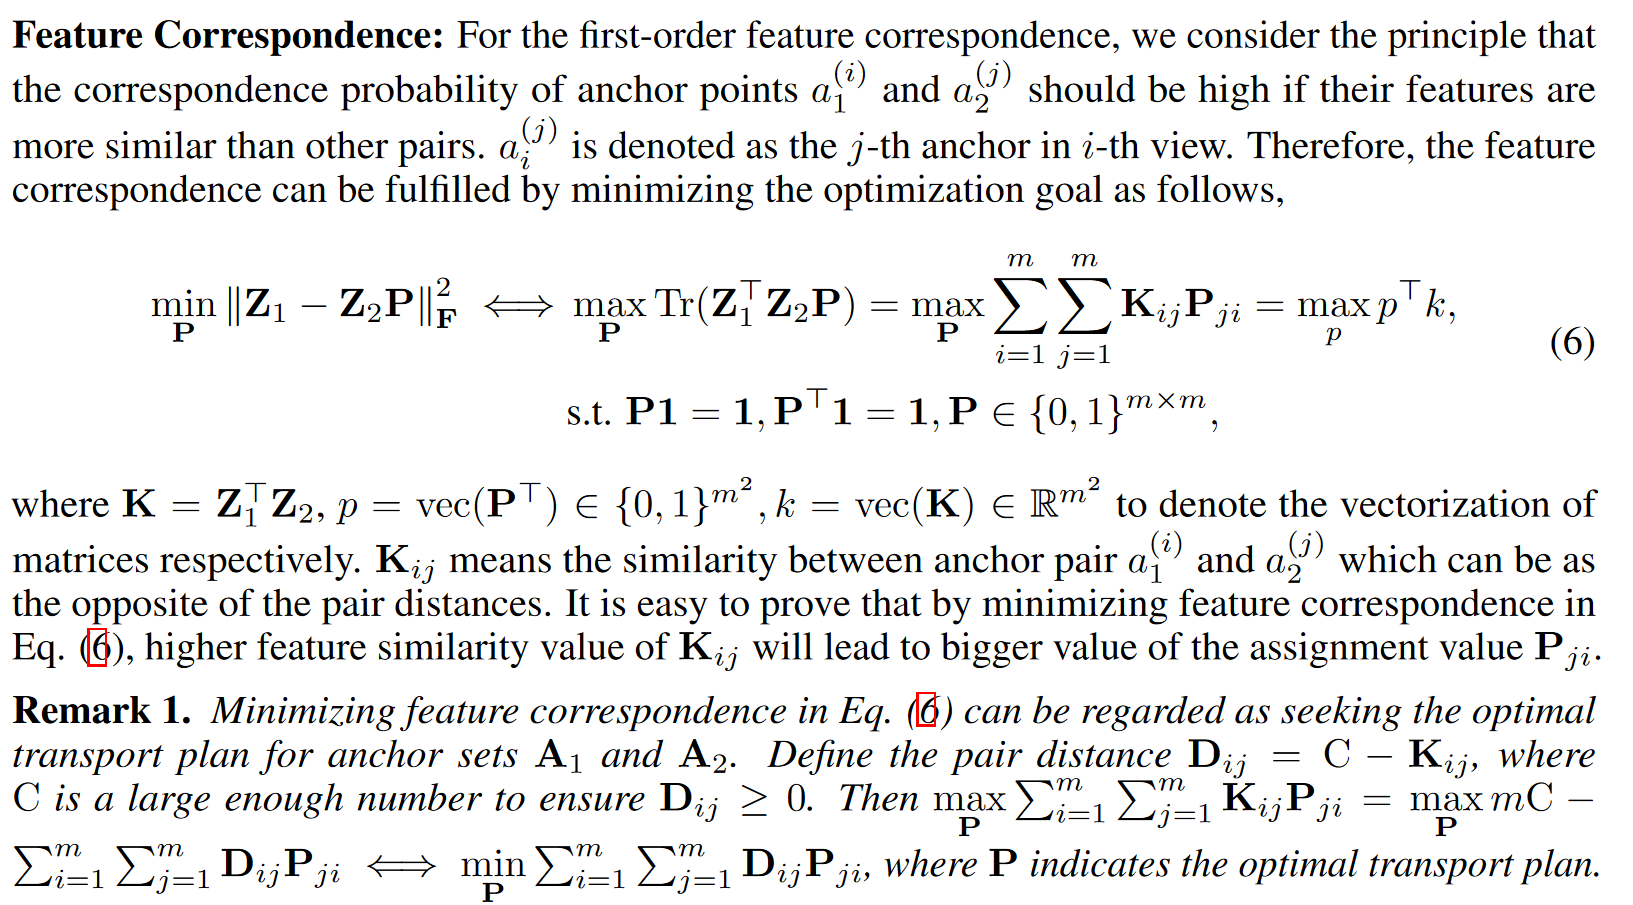 Feature Correspondence: For the first-order feature correspondence, we consider the principle that
the correspondence probability of anchor points $a_1^{(i)}$ and $a_2^{(j)}$ should be high if their features are
more similar than other pairs. $a_i^{(j)}$ is denoted as the $j$-th anchor in $i$-th view. Therefore, the feature
correspondence can be fulfilled by minimizing the optimization goal as follows,
$\min_{\mathbf{P}} \|\mathbf{Z}_1 - \mathbf{Z}_2\mathbf{P}\|_{\mathbf{F}}^2 \iff \max_{\mathbf{P}} \mathrm{Tr}(\mathbf{Z}_1^\top \mathbf{Z}_2\mathbf{P}) = \max_{\mathbf{P}} \sum_{i=1}^{m} \sum_{j=1}^{m} \mathbf{K}_{ij}\mathbf{P}_{ji} = \max_{p} p^\top k,$
(6)
$\text{s.t. } \mathbf{P}\mathbf{1} = \mathbf{1}, \mathbf{P}^\top\mathbf{1} = \mathbf{1}, \mathbf{P} \in \{0, 1\}^{m \times m},$
where $\mathbf{K} = \mathbf{Z}_1^\top \mathbf{Z}_2$, $p = \mathrm{vec}(\mathbf{P}^\top) \in \{0, 1\}^{m^2}, k = \mathrm{vec}(\mathbf{K}) \in \mathbb{R}^{m^2}$ to denote the vectorization of
matrices respectively. $\mathbf{K}_{ij}$ means the similarity between anchor pair $a_1^{(i)}$ and $a_2^{(j)}$ which can be as
the opposite of the pair distances. It is easy to prove that by minimizing feature correspondence in
Eq. (6), higher feature similarity value of $\mathbf{K}_{ij}$ will lead to bigger value of the assignment value $\mathbf{P}_{ji}$.
Remark 1. Minimizing feature correspondence in Eq. (6) can be regarded as seeking the optimal
transport plan for anchor sets $\mathbf{A}_1$ and $\mathbf{A}_2$. Define the pair distance $\mathbf{D}_{ij} = \mathrm{C} - \mathbf{K}_{ij}$, where
$\mathrm{C}$ is a large enough number to ensure $\mathbf{D}_{ij} \geq 0$. Then $\max_{\mathbf{P}} \sum_{i=1}^{m} \sum_{j=1}^{m} \mathbf{K}_{ij}\mathbf{P}_{ji} = \max_{\mathbf{P}} m\mathrm{C} -$
$\sum_{i=1}^{m} \sum_{j=1}^{m} \mathbf{D}_{ij}\mathbf{P}_{ji} \iff \min_{\mathbf{P}} \sum_{i=1}^{m} \sum_{j=1}^{m} \mathbf{D}_{ij}\mathbf{P}_{ji}$, where $\mathbf{P}$ indicates the optimal transport plan.